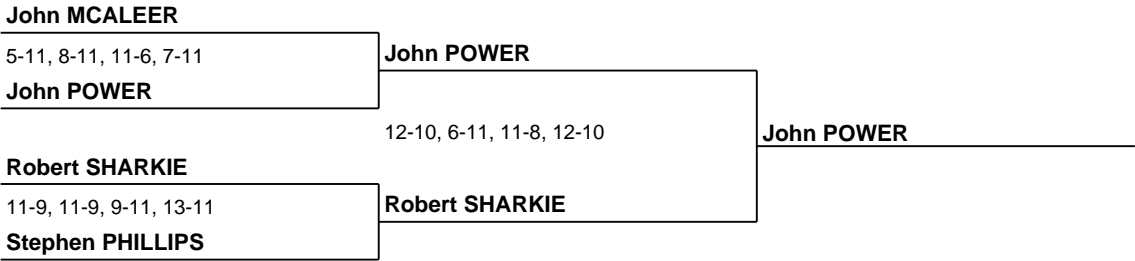 John MCALEER
5-11, 8-11, 11-6, 7-11
John POWER
John POWER
12-10, 6-11, 11-8, 12-10
John POWER
Robert SHARKIE
11-9, 11-9, 9-11, 13-11
Robert SHARKIE
Stephen PHILLIPS